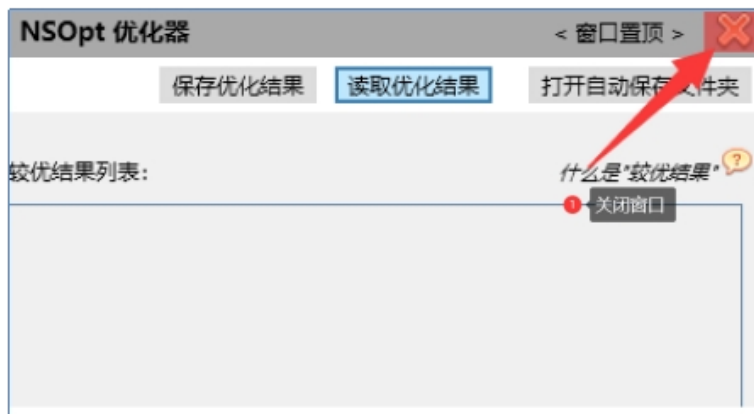 NSOpt 优化器 < 窗口置顶 >
保存优化结果 读取优化结果 打开自动保存文件夹
较优结果列表: 什么是"较优结果" ?
1 关闭窗口